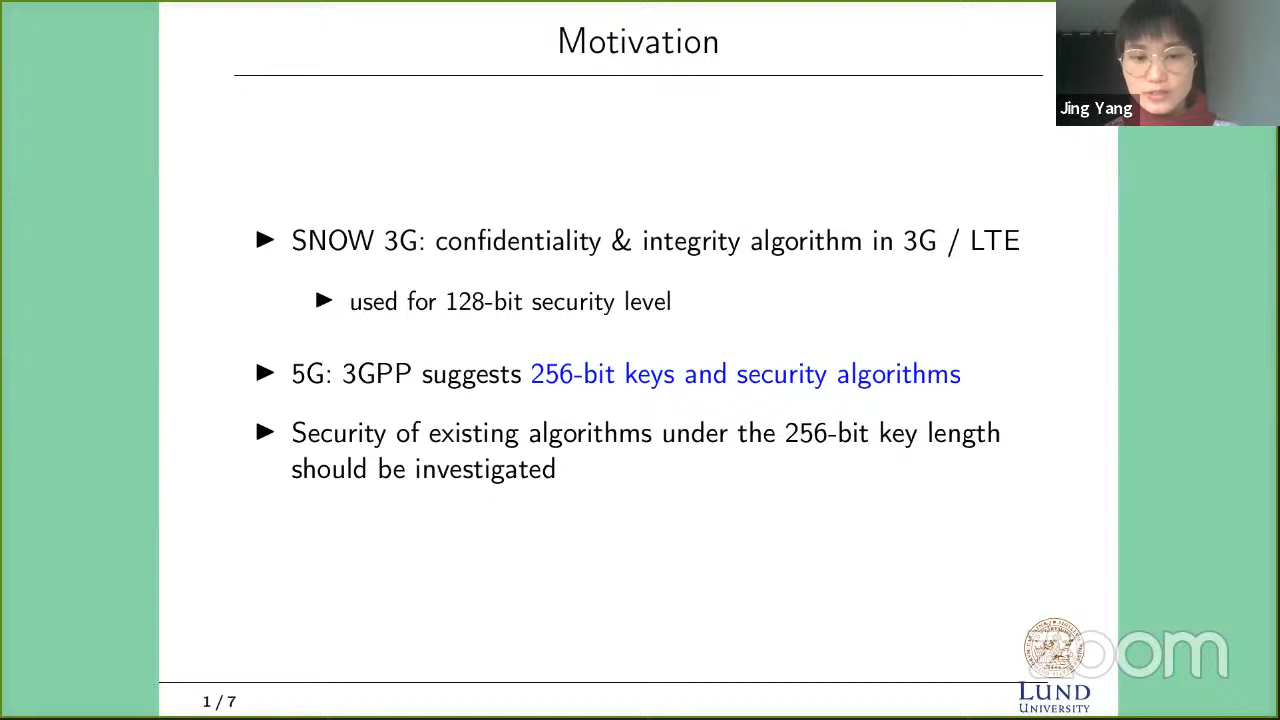 Motivation
Jing Yang
▶ SNOW 3G: confidentiality & integrity algorithm in 3G / LTE
▶ used for 128-bit security level
▶ 5G: 3GPP suggests 256-bit keys and security algorithms
▶ Security of existing algorithms under the 256-bit key length
should be investigated
zoom
LUND
UNIVERSITY
1 / 7